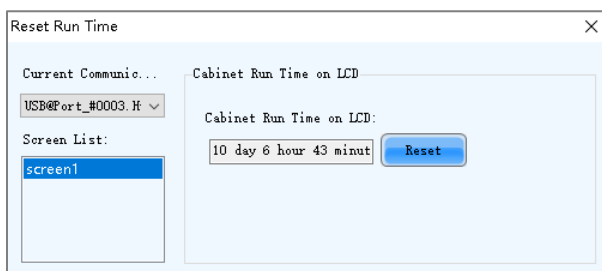 Reset Run Time
Current Communic...
USB@Port_#0003.H
Screen List:
screen1
Cabinet Run Time on LCD
Cabinet Run Time on LCD:
10 day 6 hour 43 minut
Reset